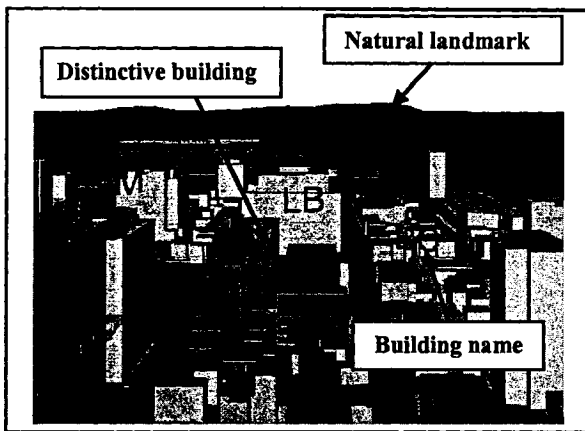 Natural landmark
Distinctive building
M
LB
Building name